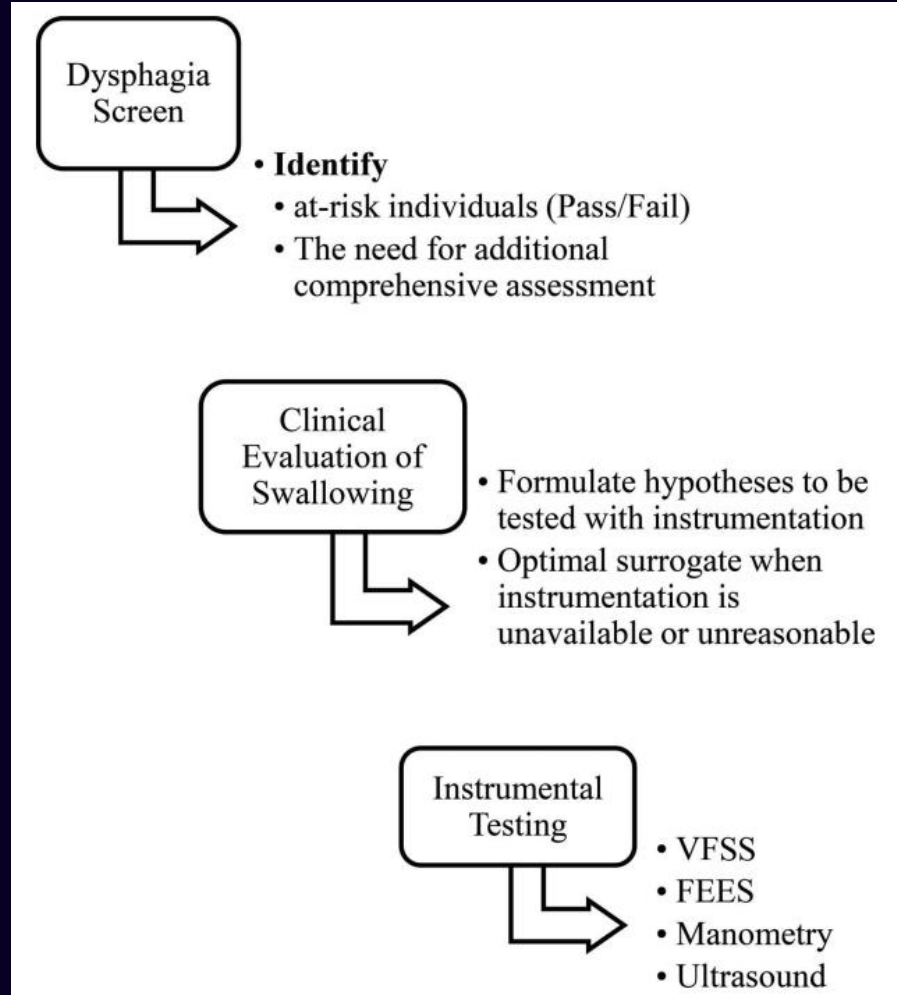 Dysphagia
Screen
• Identify
• at-risk individuals (Pass/Fail)
• The need for additional
comprehensive assessment
Clinical
Evaluation of
Swallowing
• Formulate hypotheses to be
tested with instrumentation
• Optimal surrogate when
instrumentation is
unavailable or unreasonable
Instrumental
Testing
• VFSS
• FEES
• Manometry
• Ultrasound